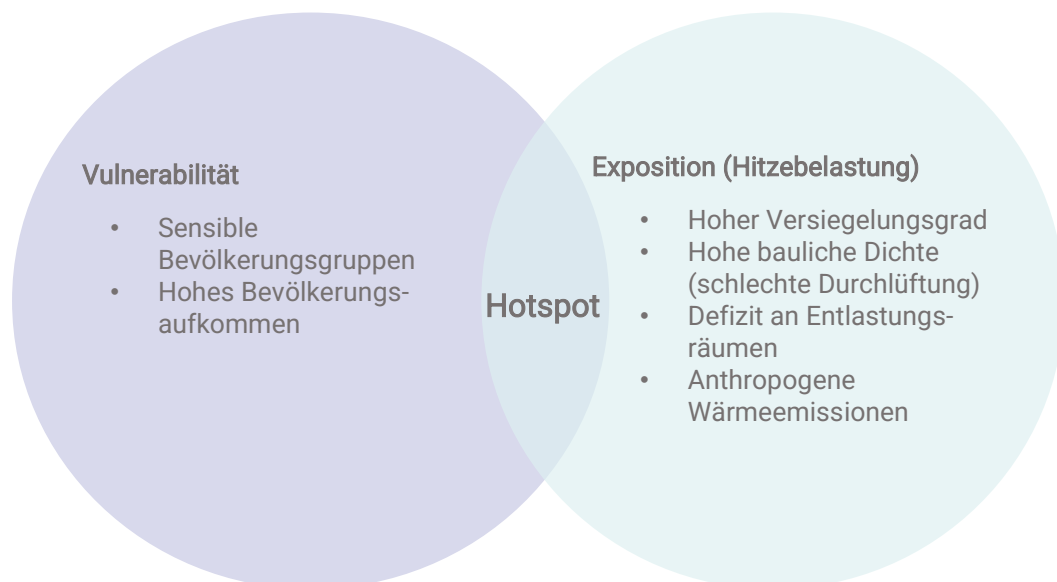 Vulnerabilität
• Sensible
Bevölkerungsgruppen
• Hohes Bevölkerungs-
aufkommen
Hotspot
Exposition (Hitzebelastung)
• Hoher Versiegelungsgrad
• Hohe bauliche Dichte
(schlechte Durchlüftung)
• Defizit an Entlastungs-
räumen
• Anthropogene
Wärmeemissionen